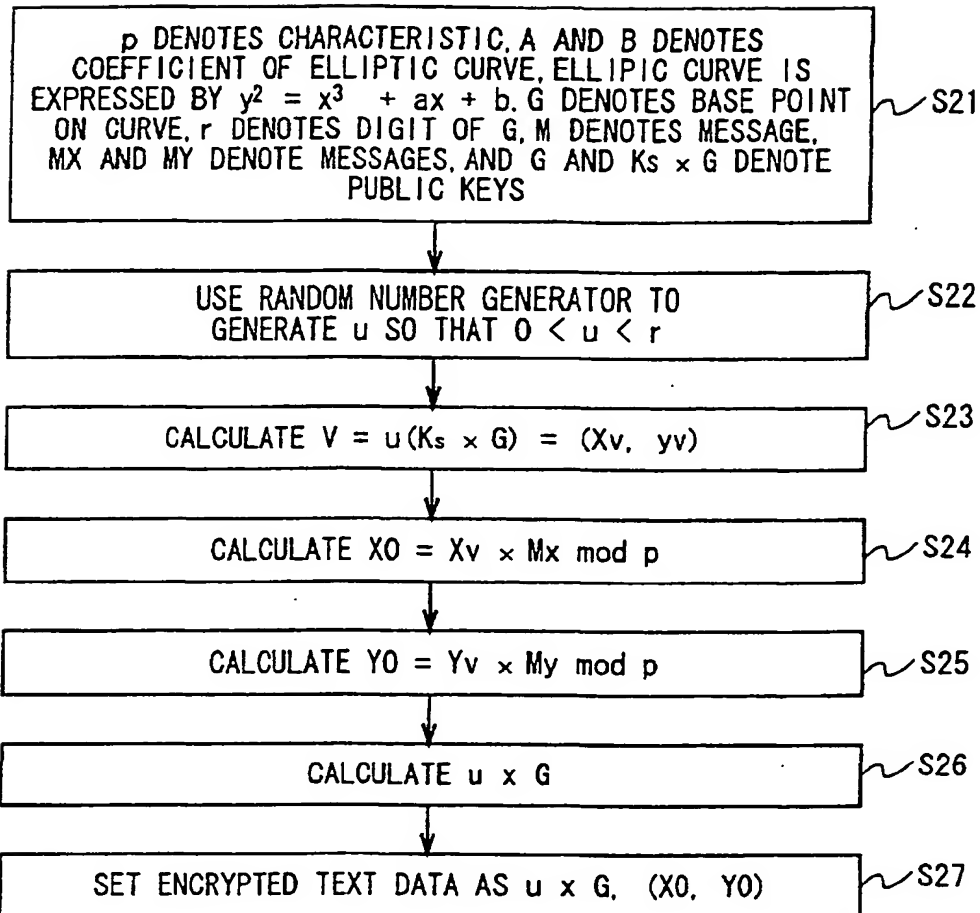 p DENOTES CHARACTERISTIC, A AND B DENOTES
COEFFICIENT OF ELLIPTIC CURVE, ELLIPIC CURVE IS
EXPRESSED BY y² = x³ + ax + b. G DENOTES BASE POINT
ON CURVE, r DENOTES DIGIT OF G, M DENOTES MESSAGE,
MX AND MY DENOTE MESSAGES, AND G AND Ks × G DENOTE
PUBLIC KEYS
S21
USE RANDOM NUMBER GENERATOR TO
GENERATE u SO THAT 0 < u < r
S22
CALCULATE V = u(Ks × G) = (Xv, yv)
S23
CALCULATE X0 = Xv × Mx mod p
S24
CALCULATE Y0 = Yv × My mod p
S25
CALCULATE u x G
S26
SET ENCRYPTED TEXT DATA AS u x G, (X0, Y0)
S27